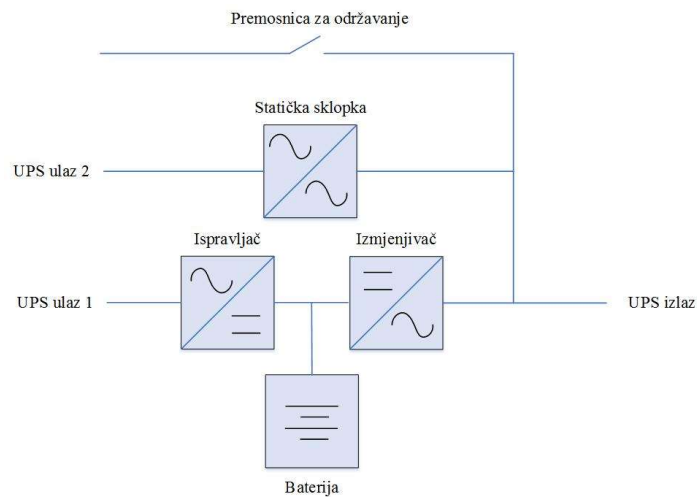 Premosnica za održavanje
Statička sklopka
UPS ulaz 2
Ispravljač
Izmjenjivač
UPS ulaz 1
UPS izlaz
Baterija